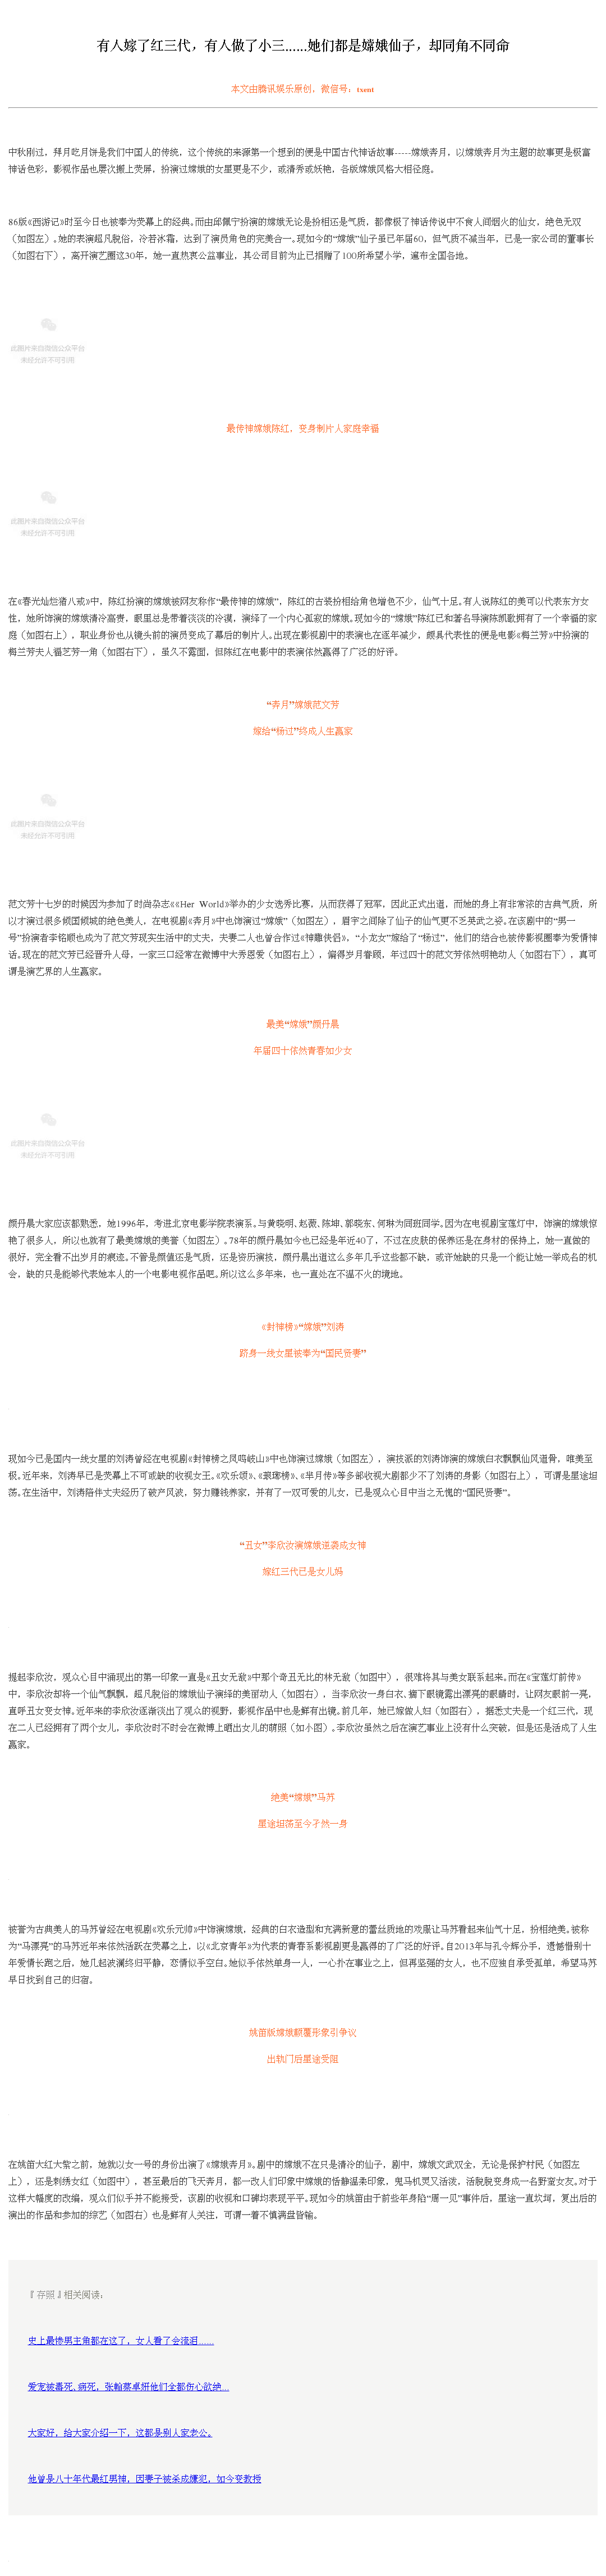 有人嫁了红三代，有人做了小三......她们都是嫦娥仙子，却同角不同命
本文由腾讯娱乐原创，微信号：txent
中秋刚过，拜月吃月饼是我们中国人的传统，这个传统的来源第一个想到的便是中国古代神话故事-----嫦娥奔月，以嫦娥奔月为主题的故事更是极富
神话色彩，影视作品也屡次搬上荧屏，扮演过嫦娥的女星更是不少，或清秀或妖艳，各版嫦娥风格大相径庭。
86版《西游记》时至今日也被奉为荧幕上的经典。而由邱佩宁扮演的嫦娥无论是扮相还是气质，都像极了神话传说中不食人间烟火的仙女，绝色无双
（如图左）。她的表演超凡脱俗，冷若冰霜，达到了演员角色的完美合一。现如今的“嫦娥”仙子虽已年届60，但气质不减当年，已是一家公司的董事长
（如图右下），离开演艺圈这30年，她一直热衷公益事业，其公司目前为止已捐赠了100所希望小学，遍布全国各地。
此图片来自微信公众平台
未经允许不可引用
最传神嫦娥陈红，变身制片人家庭幸福
此图片来自微信公众平台
未经允许不可引用
在《春光灿烂猪八戒》中，陈红扮演的嫦娥被网友称作“最传神的嫦娥”，陈红的古装扮相给角色增色不少，仙气十足。有人说陈红的美可以代表东方女
性，她所饰演的嫦娥清冷高贵，眼里总是带着淡淡的冷漠，演绎了一个内心孤寂的嫦娥。现如今的“嫦娥”陈红已和著名导演陈凯歌拥有了一个幸福的家
庭（如图右上），职业身份也从镜头前的演员变成了幕后的制片人。出现在影视剧中的表演也在逐年减少，颇具代表性的便是电影《梅兰芳》中扮演的
梅兰芳夫人福芝芳一角（如图右下），虽久不露面，但陈红在电影中的表演依然赢得了广泛的好评。
“奔月”嫦娥范文芳
嫁给“杨过”终成人生赢家
此图片来自微信公众平台
未经允许不可引用
范文芳十七岁的时候因为参加了时尚杂志《《Her World》举办的少女选秀比赛，从而获得了冠军，因此正式出道，而她的身上有非常浓的古典气质，所
以才演过很多倾国倾城的绝色美人，在电视剧《奔月》中也饰演过“嫦娥”（如图左），眉宇之间除了仙子的仙气更不乏英武之姿。在该剧中的“男一
号”扮演者李铭顺也成为了范文芳现实生活中的丈夫，夫妻二人也曾合作过《神雕侠侣》，“小龙女”嫁给了“杨过”，他们的结合也被传影视圈奉为爱情神
话。现在的范文芳已经晋升人母，一家三口经常在微博中大秀恩爱（如图右上），偏得岁月眷顾，年过四十的范文芳依然明艳动人（如图右下），真可
谓是演艺界的人生赢家。
最美“嫦娥”颜丹晨
年届四十依然青春如少女
此图片来自微信公众平台
未经允许不可引用
颜丹晨大家应该都熟悉，她1996年，考进北京电影学院表演系。与黄晓明、赵薇、陈坤、郭晓东、何琳为同班同学。因为在电视剧宝莲灯中，饰演的嫦娥惊
艳了很多人，所以也就有了最美嫦娥的美誉（如图左）。78年的颜丹晨如今也已经是年近40了，不过在皮肤的保养还是在身材的保持上，她一直做的
很好，完全看不出岁月的痕迹。不管是颜值还是气质，还是资历演技，颜丹晨出道这么多年几乎这些都不缺，或许她缺的只是一个能让她一举成名的机
会，缺的只是能够代表她本人的一个电影电视作品吧。所以这么多年来，也一直处在不温不火的境地。
《封神榜》“嫦娥”刘涛
跻身一线女星被奉为“国民贤妻”
现如今已是国内一线女星的刘涛曾经在电视剧《封神榜之凤鸣岐山》中也饰演过嫦娥（如图左），演技派的刘涛饰演的嫦娥白衣飘飘仙风道骨，唯美至
极。近年来，刘涛早已是荧幕上不可或缺的收视女王。《欢乐颂》、《琅琊榜》、《芈月传》等多部收视大剧都少不了刘涛的身影（如图右上），可谓是星途坦
荡。在生活中，刘涛陪伴丈夫经历了破产风波，努力赚钱养家，并有了一双可爱的儿女，已是观众心目中当之无愧的“国民贤妻”。
“丑女”李欣汝演嫦娥逆袭成女神
嫁红三代已是女儿妈
提起李欣汝，观众心目中涌现出的第一印象一直是《丑女无敌》中那个奇丑无比的林无敌（如图中），很难将其与美女联系起来。而在《宝莲灯前传》
中，李欣汝却将一个仙气飘飘，超凡脱俗的嫦娥仙子演绎的美丽动人（如图右），当李欣汝一身白衣、摘下眼镜露出漂亮的眼睛时，让网友眼前一亮，
直呼丑女变女神。近年来的李欣汝逐渐淡出了观众的视野，影视作品中也是鲜有出镜。前几年，她已嫁做人妇（如图右），据悉丈夫是一个红三代，现
在二人已经拥有了两个女儿，李欣汝时不时会在微博上晒出女儿的萌照（如小图）。李欣汝虽然之后在演艺事业上没有什么突破，但是还是活成了人生
赢家。
绝美“嫦娥”马苏
星途坦荡至今孑然一身
被誉为古典美人的马苏曾经在电视剧《欢乐元帅》中饰演嫦娥，经典的白衣造型和充满新意的蕾丝质地的戏服让马苏看起来仙气十足，扮相绝美。被称
为“马漂亮”的马苏近年来依然活跃在荧幕之上，以《北京青年》为代表的青春系影视剧更是赢得的了广泛的好评。自2013年与孔令辉分手，遗憾惜别十
年爱情长跑之后，她几起波澜终归平静，恋情似乎空白。她似乎依然单身一人，一心扑在事业之上，但再坚强的女人，也不应独自承受孤单，希望马苏
早日找到自己的归宿。
姚笛版嫦娥颠覆形象引争议
出轨门后星途受阻
在姚笛大红大紫之前，她就以女一号的身份出演了《嫦娥奔月》。剧中的嫦娥不在只是清冷的仙子，剧中，嫦娥文武双全，无论是保护村民（如图左
上），还是刺绣女红（如图中），甚至最后的飞天奔月，都一改人们印象中嫦娥的恬静温柔印象，鬼马机灵又活泼，活脱脱变身成一名野蛮女友。对于
这样大幅度的改编，观众们似乎并不能接受，该剧的收视和口碑均表现平平。现如今的姚笛由于前些年身陷“周一见”事件后，星途一直坎坷，复出后的
演出的作品和参加的综艺（如图右）也是鲜有人关注，可谓一着不慎满盘皆输。
『存照』相关阅读：
史上最惨男主角都在这了，女人看了会流泪......
爱宠被毒死、病死，张翰蔡卓妍他们全都伤心欲绝...
大家好，给大家介绍一下，这都是别人家老公。
他曾是八十年代最红男神，因妻子被杀成嫌犯，如今变教授